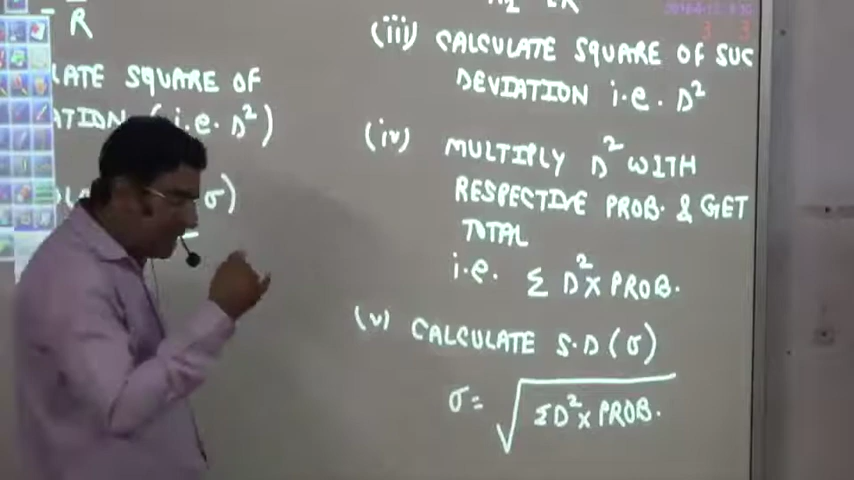 R
LATE SQUARE OF
ATION (i.e. D²)
σ)
(iii) CALCULATE SQUARE OF SUC
DEVIATION i.e. D²
(iv) MULTIPLY D² WITH
RESPECTIVE PROB. & GET
TOTAL
i.e. Σ D² X PROB.
(v) CALCULATE S.D (σ)
σ = √ΣD² X PROB.